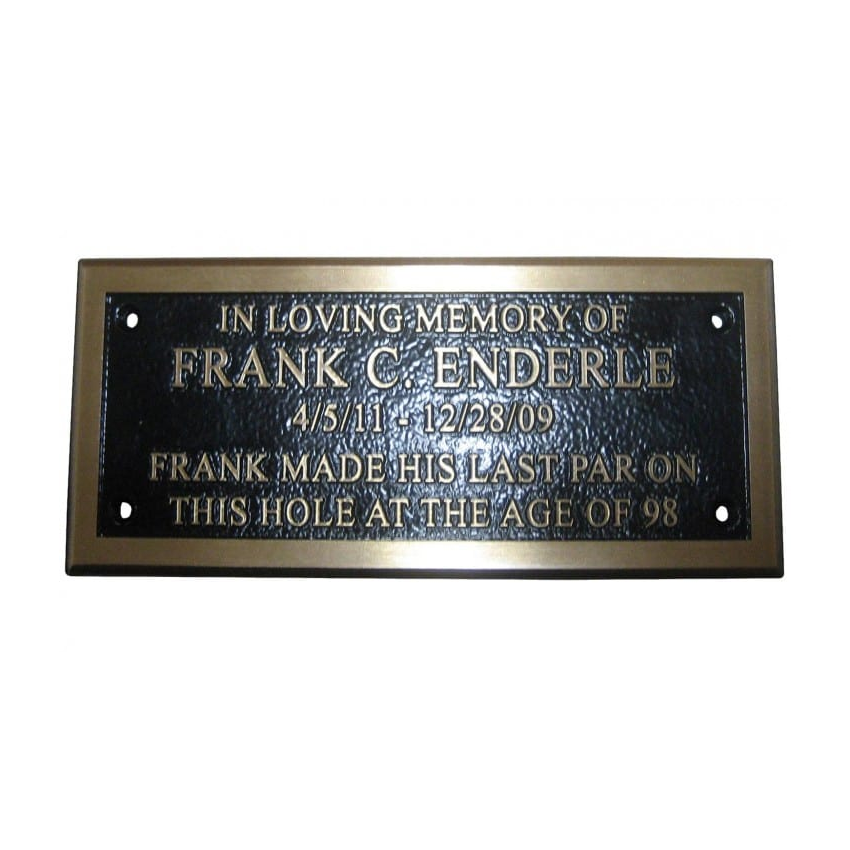 IN LOVING MEMORY OF
FRANK C. ENDERLE
4/5/11 - 12/28/09
FRANK MADE HIS LAST PAR ON
THIS HOLE AT THE AGE OF 98